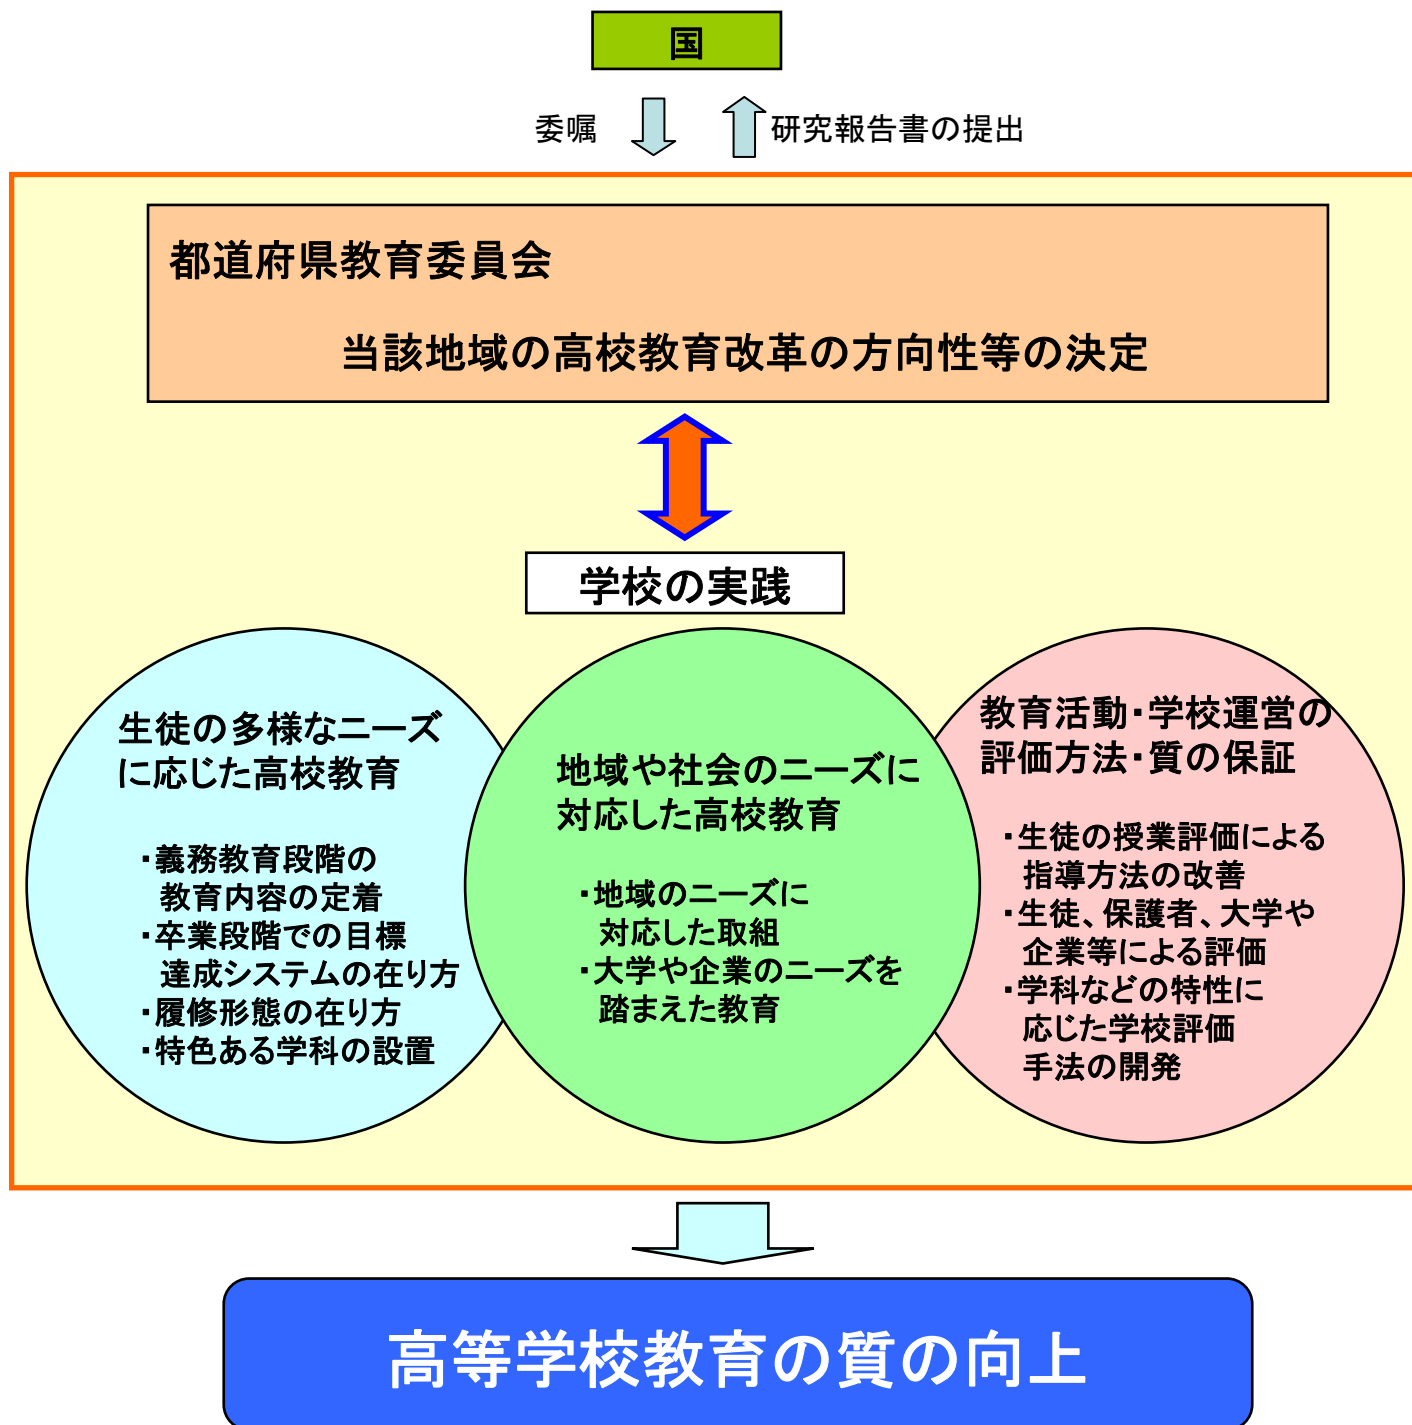 国
委嘱
研究報告書の提出
都道府県教育委員会
当該地域の高校教育改革の方向性等の決定
学校の実践
生徒の多様なニーズ
に応じた高校教育
・義務教育段階の
教育内容の定着
・卒業段階での目標
達成システムの在り方
・履修形態の在り方
・特色ある学科の設置
地域や社会のニーズに
対応した高校教育
・地域のニーズに
対応した取組
・大学や企業のニーズを
踏まえた教育
教育活動・学校運営の
評価方法・質の保証
・生徒の授業評価による
指導方法の改善
・生徒、保護者、大学や
企業等による評価
・学科などの特性に
応じた学校評価
手法の開発
高等学校教育の質の向上